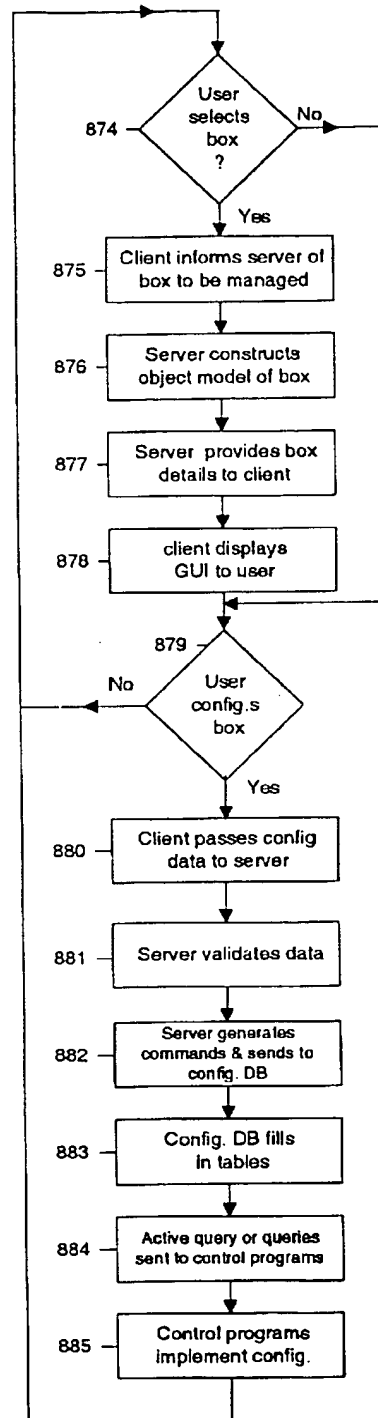 User
selects
box
?
874
No
Yes
875
Client informs server of
box to be managed
876
Server constructs
object model of box
877
Server provides box
details to client
878
client displays
GUI to user
879
No
User
config.s
box
Yes
880
Client passes config
data to server
881
Server validates data
882
Server generates
commands & sends to
config. DB
883
Config. DB fills
in tables
884
Active query or queries
sent to control programs
885
Control programs
implement config.